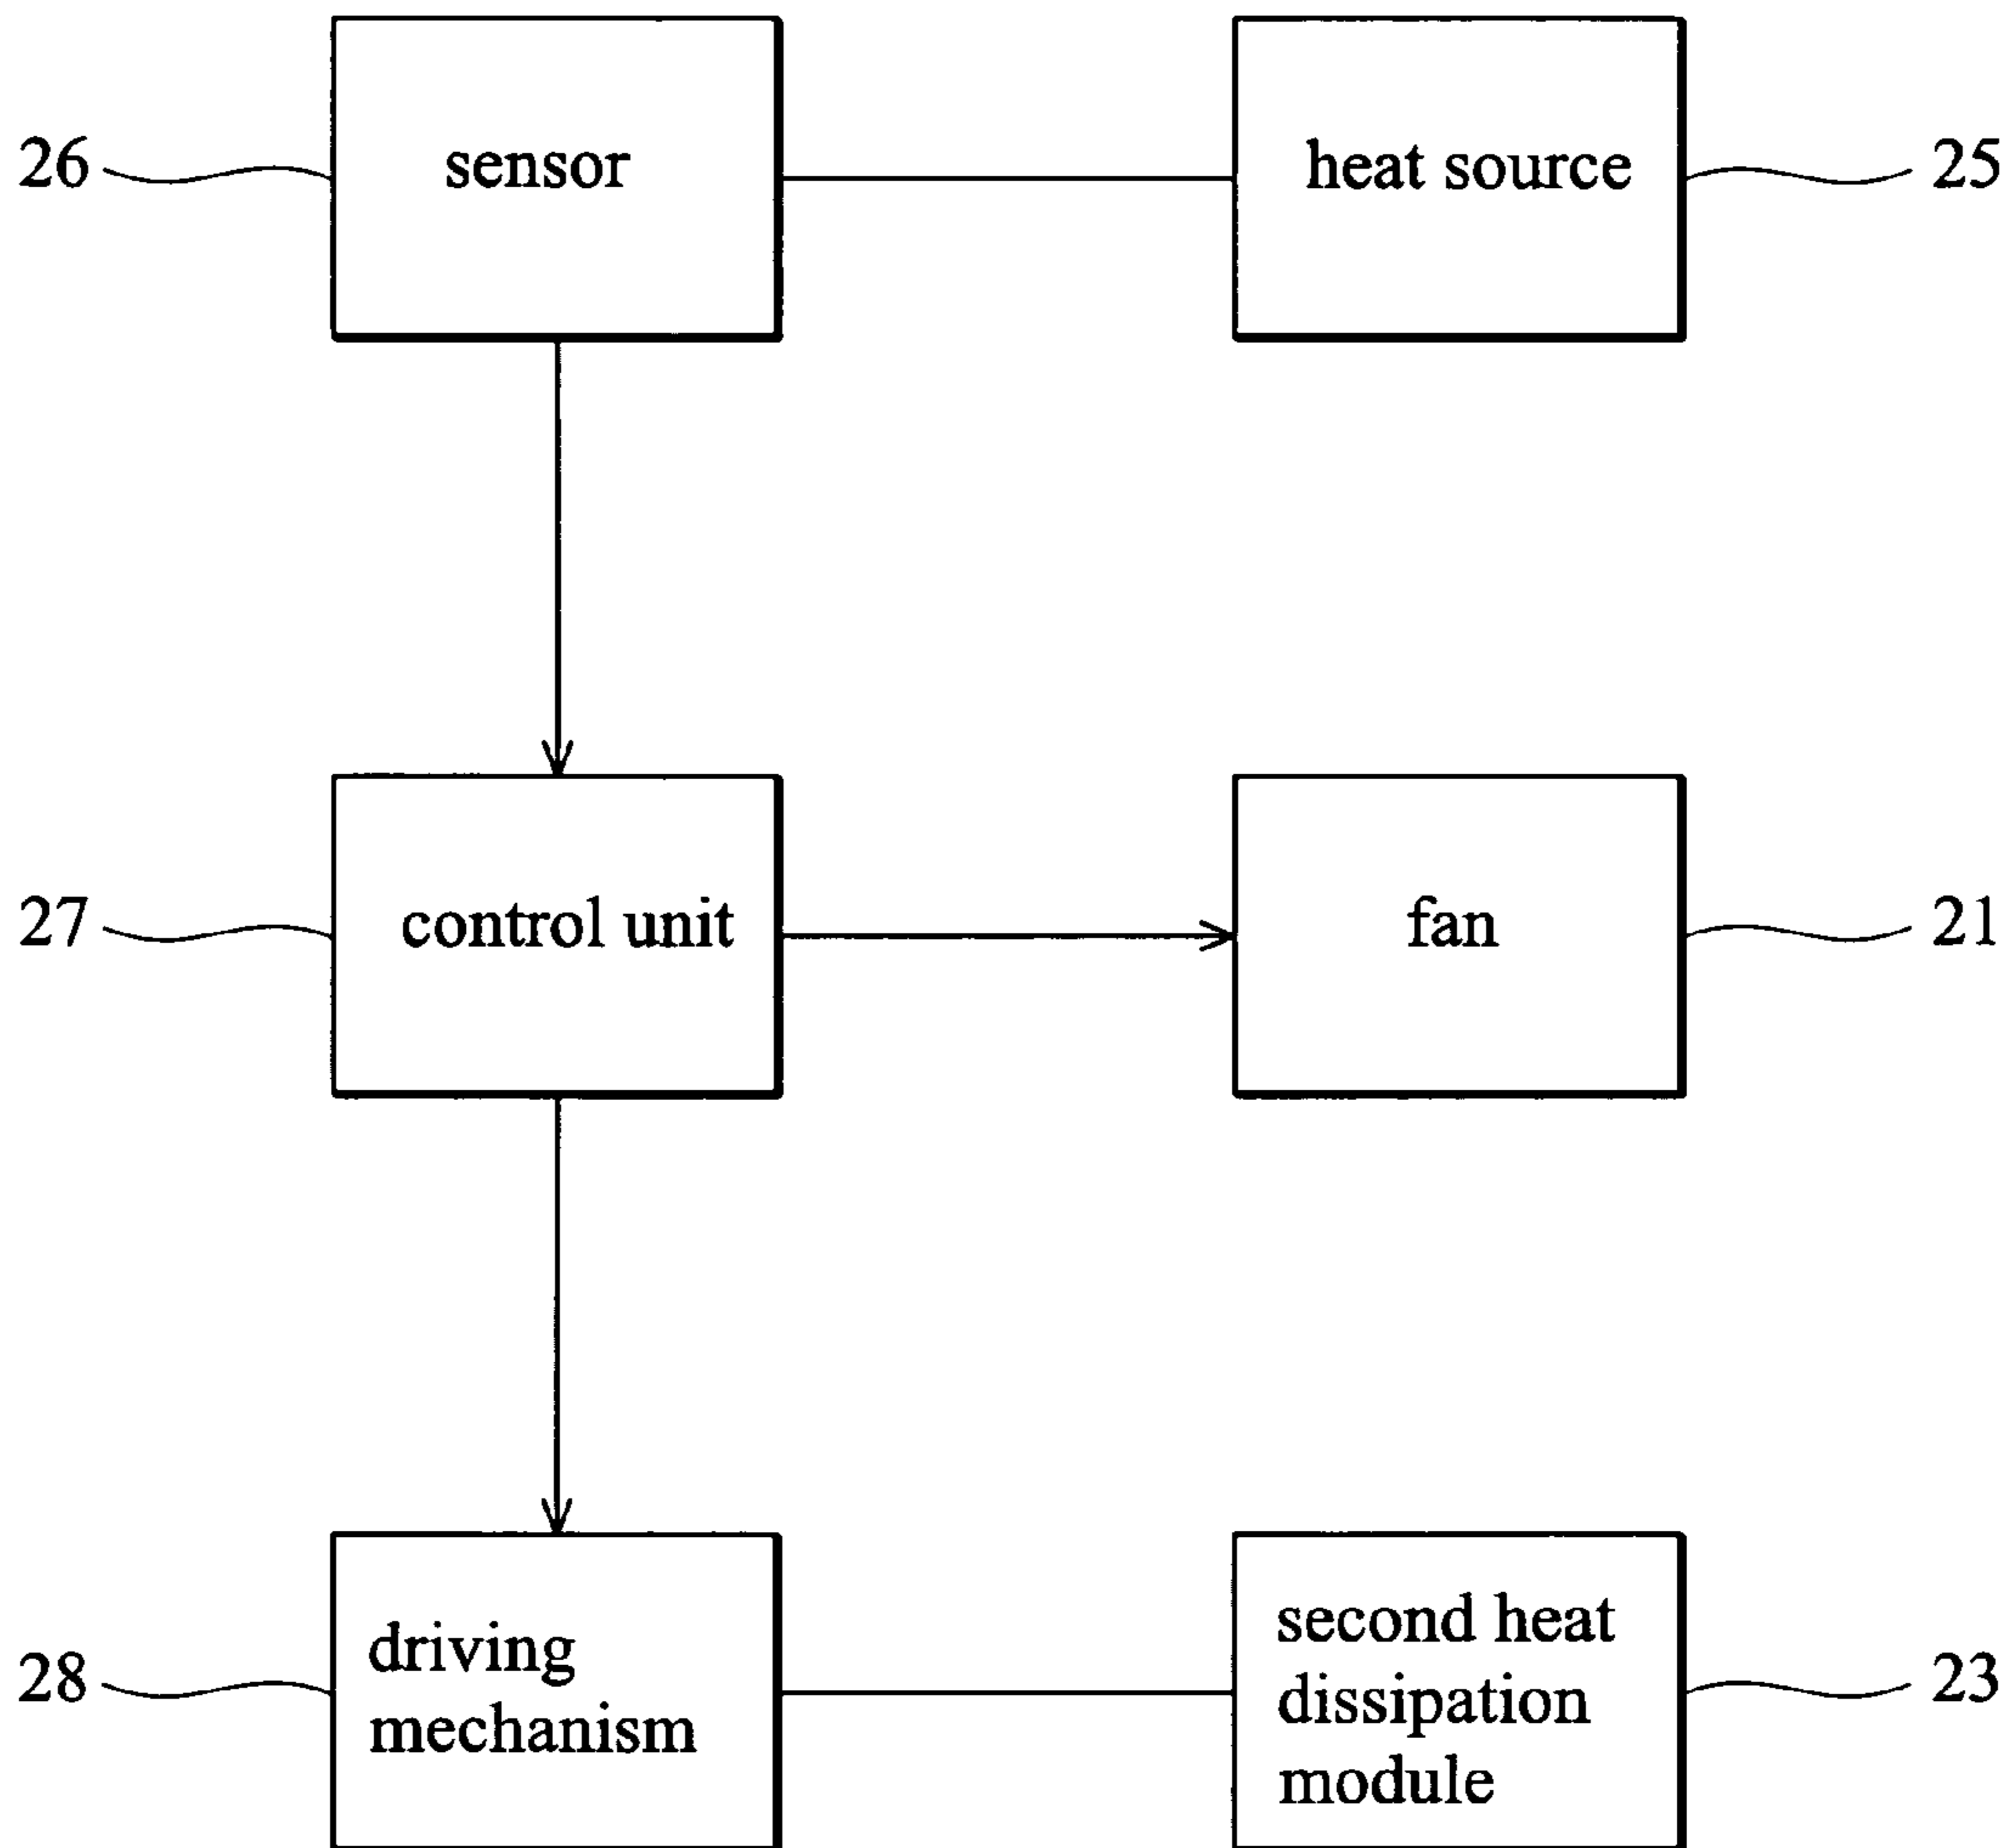 26
sensor
heat source
25
27
control unit
fan
21
28
driving
mechanism
second heat
dissipation
module
23